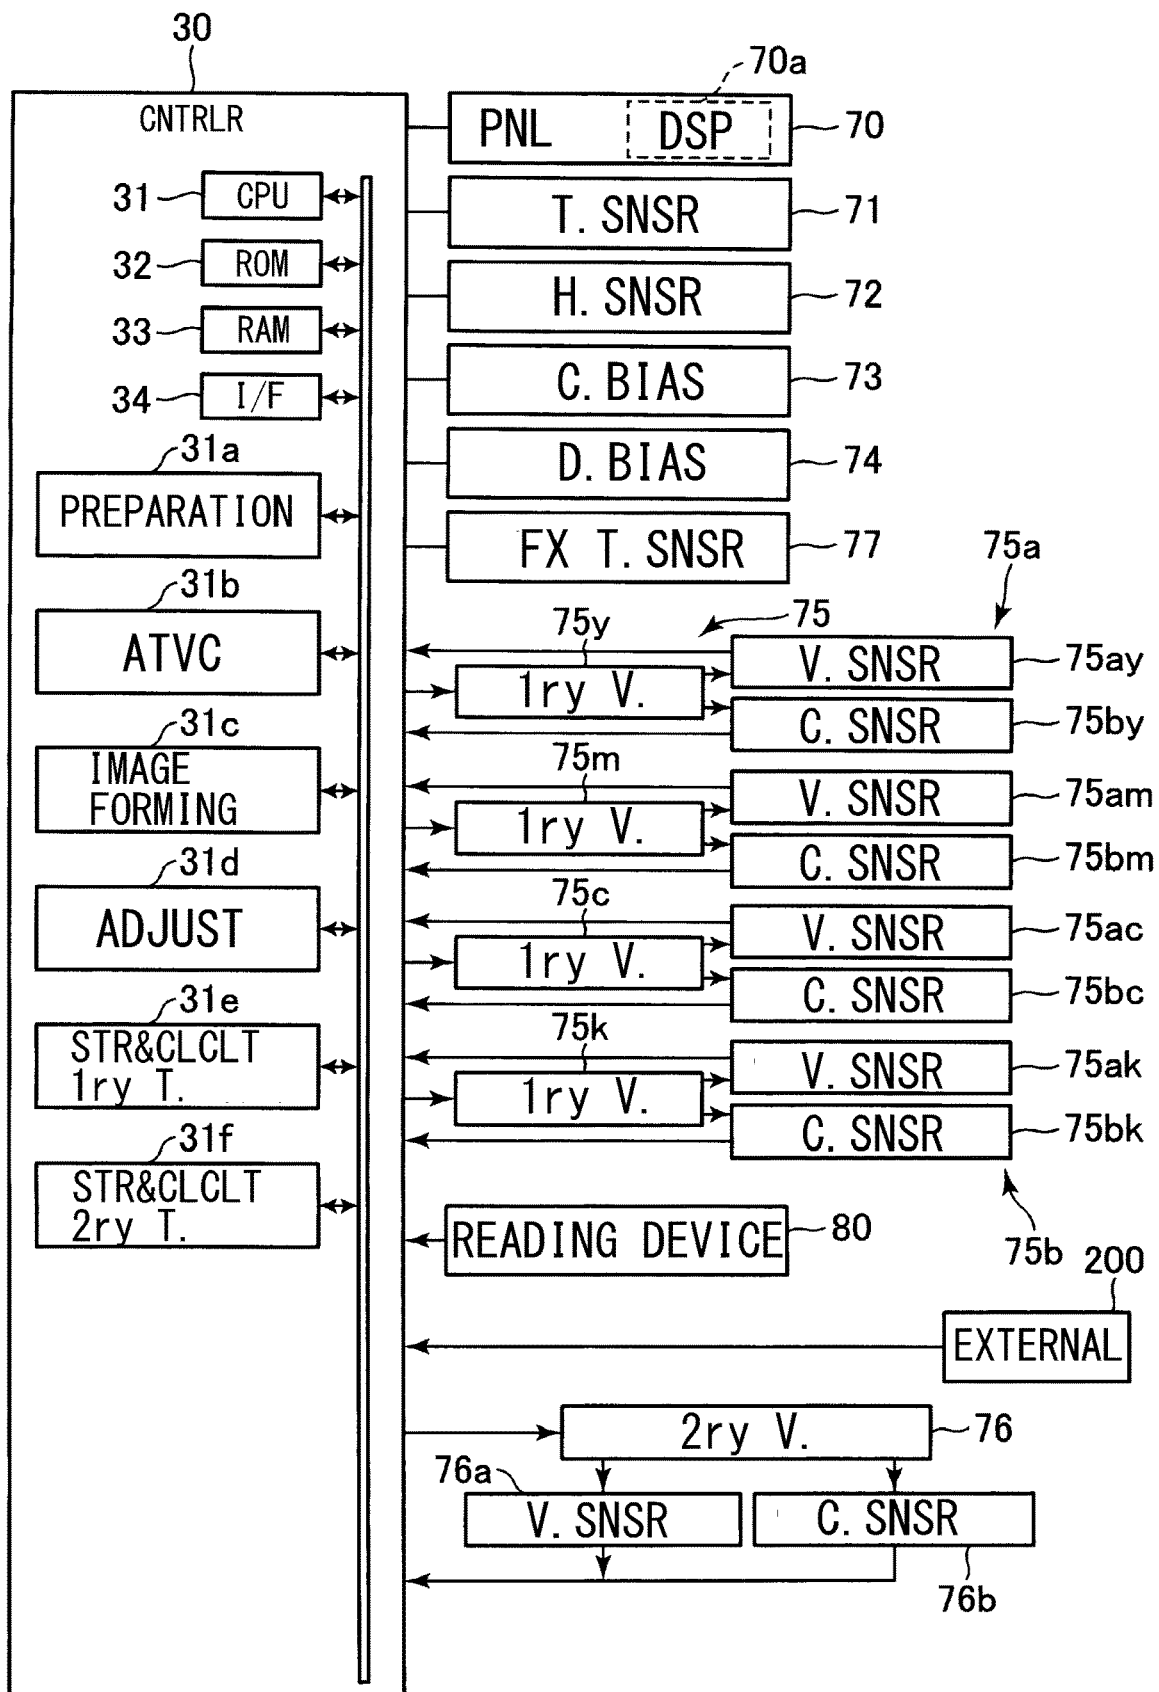 30
CNTRLR
70a
PNL
DSP
70
31
CPU
T. SNSR
71
32
ROM
H. SNSR
72
33
RAM
C. BIAS
73
34
I/F
D. BIAS
74
31a
PREPARATION
FX T. SNSR
77
75a
31b
ATVC
75y
75
V. SNSR
75ay
1ry V.
C. SNSR
75by
31c
IMAGE
FORMING
75m
V. SNSR
75am
1ry V.
C. SNSR
75bm
31d
ADJUST
75c
V. SNSR
75ac
1ry V.
C. SNSR
75bc
31e
STR&CLCLT
1ry T.
75k
V. SNSR
75ak
1ry V.
C. SNSR
75bk
31f
STR&CLCLT
2ry T.
READING DEVICE
80
75b
200
EXTERNAL
2ry V.
76
76a
V. SNSR
C. SNSR
76b